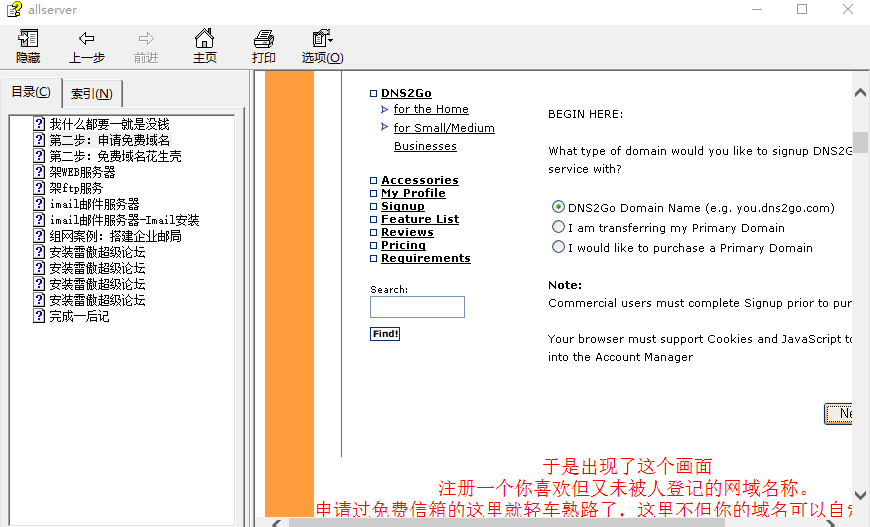 allserver
隐藏
上一步
前进
主页
打印
选项(O)
目录(C)
索引(N)
我什么都要一就是没钱
第二步：申请免费域名
第二步：免费域名花生壳
架WEB服务器
架ftp服务
imail邮件服务器
imail邮件服务器-Imail安装
组网案例：搭建企业邮局
安装雷傲超级论坛
安装雷傲超级论坛
安装雷傲超级论坛
安装雷傲超级论坛
完成一后记
DNS2Go
for the Home
for Small/Medium
Businesses
Accessories
My Profile
Signup
Feature List
Reviews
Pricing
Requirements
Search:
Find!
BEGIN HERE:
What type of domain would you like to signup DNS2G
service with?
DNS2Go Domain Name (e.g. you.dns2go.com)
I am transferring my Primary Domain
I would like to purchase a Primary Domain
Note:
Commercial users must complete Signup prior to pur
Your browser must support Cookies and JavaScript to
into the Account Manager
Ne
于是出现了这个画面
注册一个你喜欢但又未被人登记的网域名称。
申请过免费信箱的这里就轻车熟路了，这里不但你的域名可以自